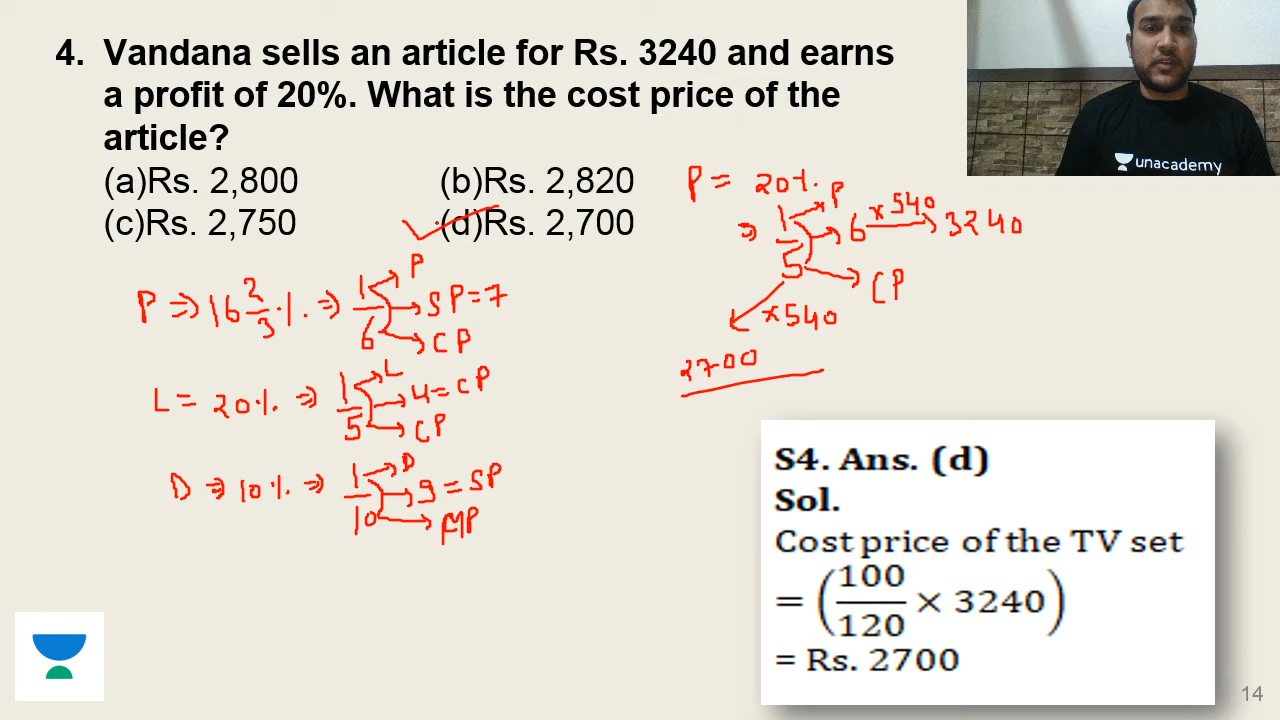 4. Vandana sells an article for Rs. 3240 and earns
a profit of 20%. What is the cost price of the
article?
(a)Rs. 2,800 (b)Rs. 2,820
(c)Rs. 2,750 (d)Rs. 2,700
unacademy
P = 20%
⇒ 1/5 P 6 ×540 3240
CP
×540
2700
P ⇒ 16 2/3 % ⇒ 1/6 P
SP = 7
CP
L = 20% ⇒ 1/5 L
4 = CP
CP
D ⇒ 10% ⇒ 1/10 D
9 = SP
MP
S4. Ans. (d)
Sol.
Cost price of the TV set
= (100/120 × 3240)
= Rs. 2700
14